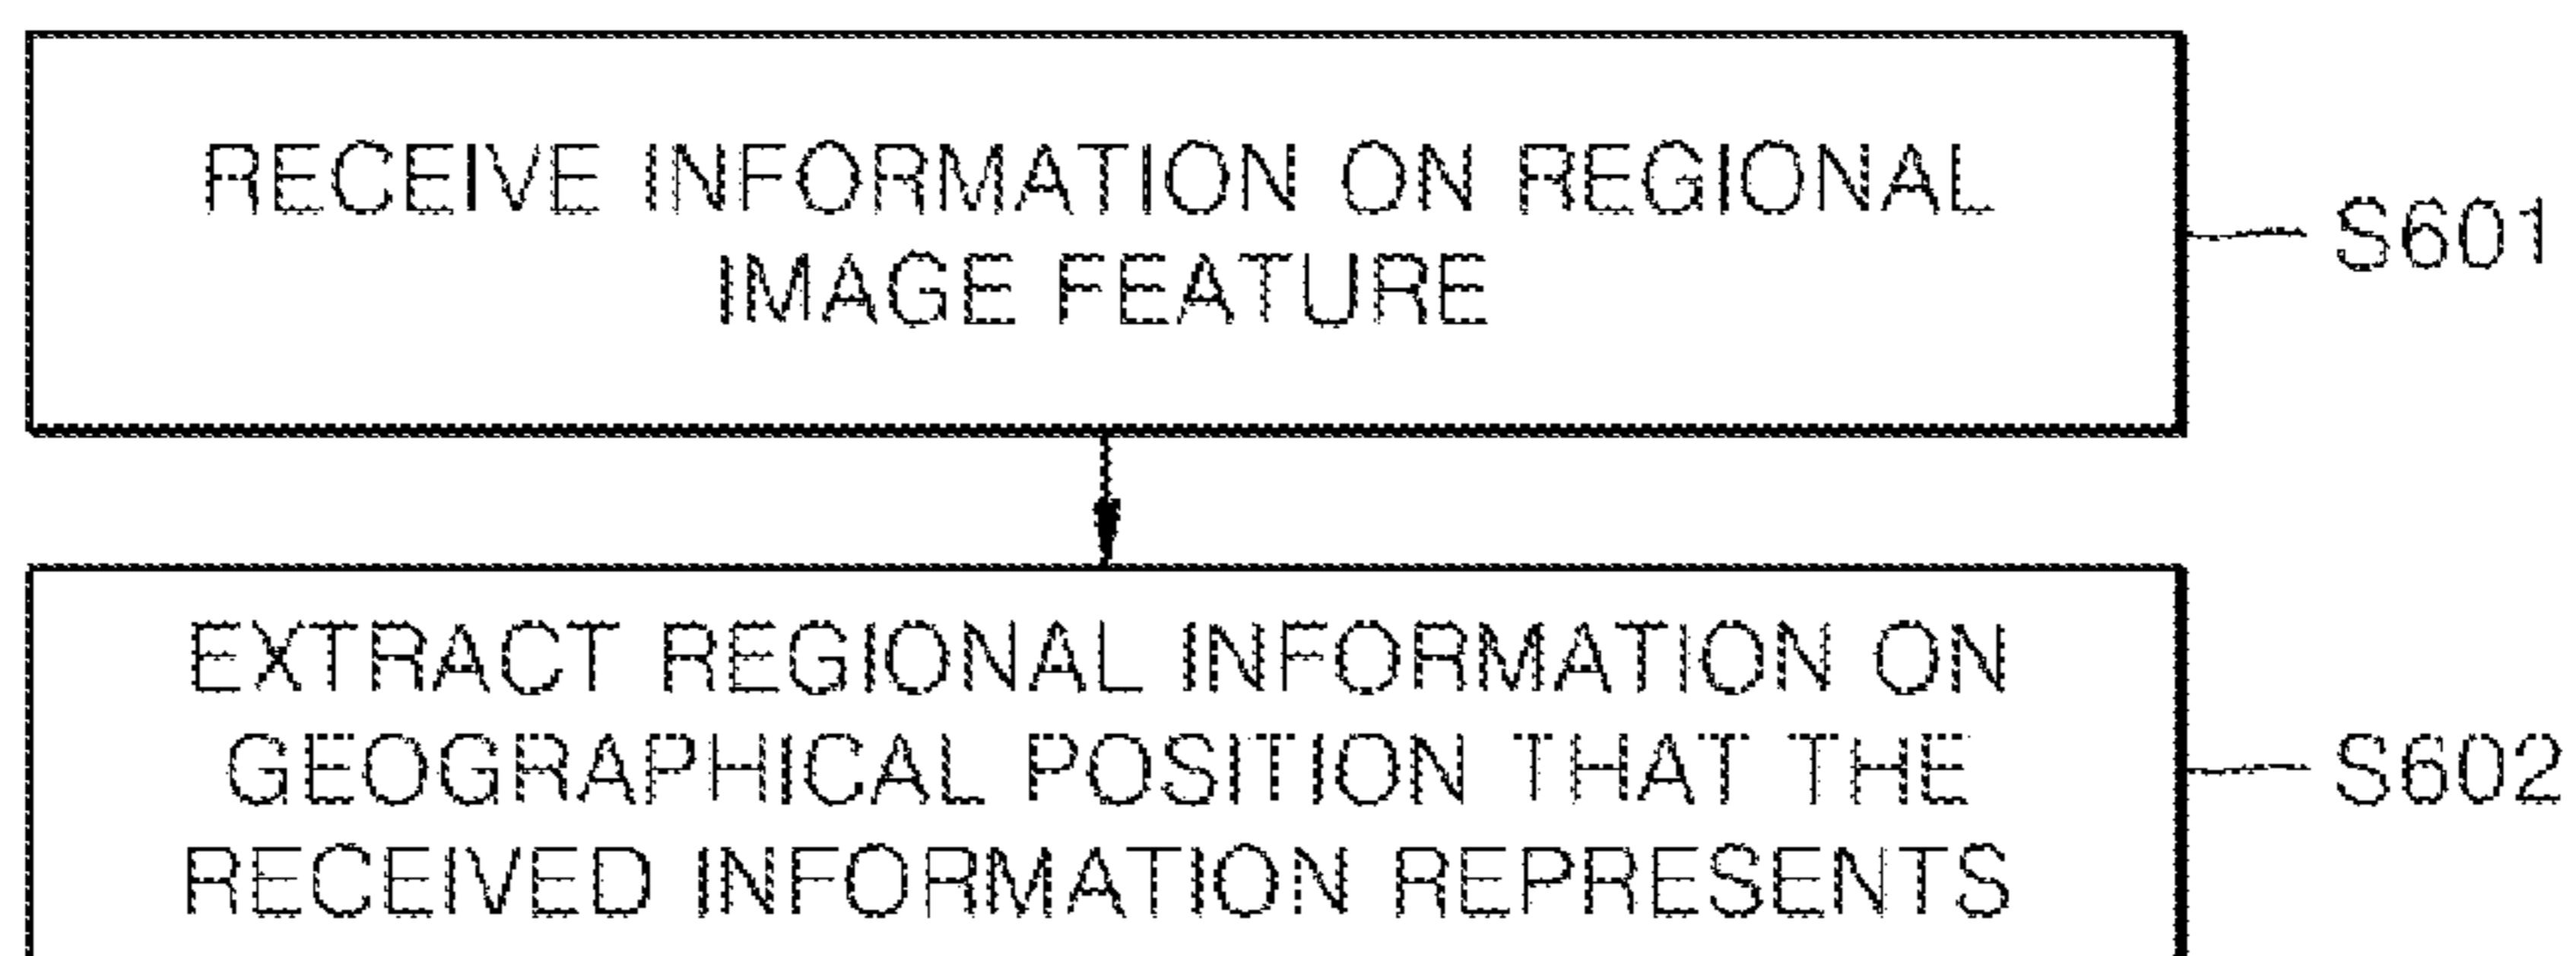 RECEIVE INFORMATION ON REGIONAL
IMAGE FEATURE
S601
EXTRACT REGIONAL INFORMATION ON
GEOGRAPHICAL POSITION THAT THE
RECEIVED INFORMATION REPRESENTS
S602